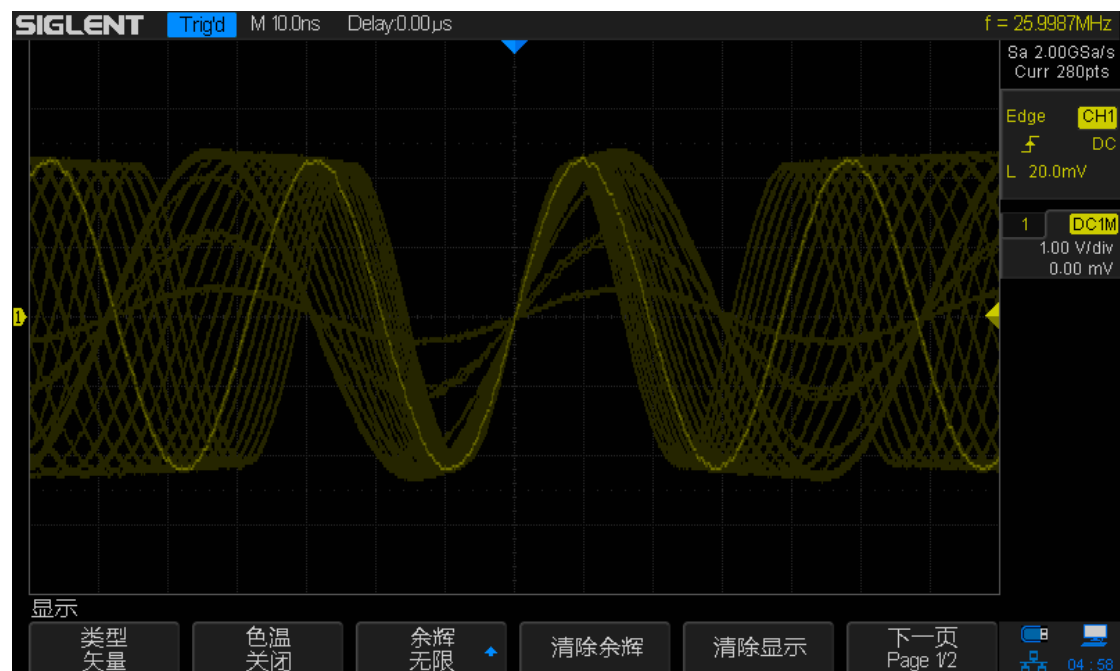 SIGLENT Trig'd M 10.0ns Delay:0.00μs f = 25.9987MHz
Sa 2.00GSa/s
Curr 280pts
Edge CH1
DC
L 20.0mV
1 DC1M
1.00 V/div
0.00 mV
1
显示
类型
矢量
色温
关闭
余辉
无限
清除余辉
清除显示
下一页
Page 1/2
04:56